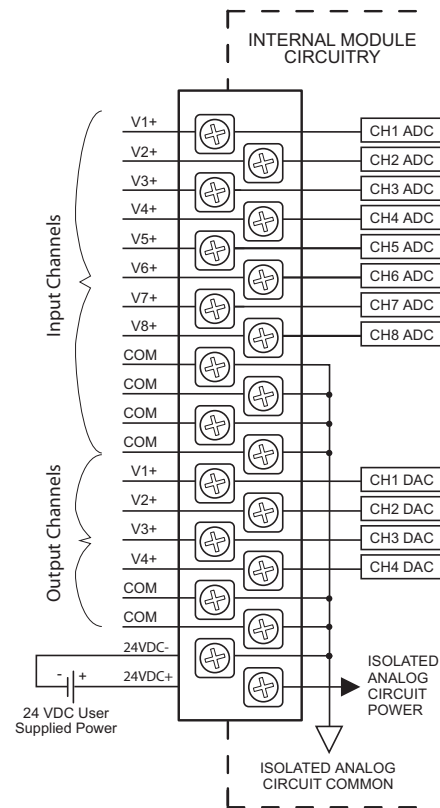 INTERNAL MODULE
CIRCUITRY
Input Channels
V1+ CH1 ADC
V2+ CH2 ADC
V3+ CH3 ADC
V4+ CH4 ADC
V5+ CH5 ADC
V6+ CH6 ADC
V7+ CH7 ADC
V8+ CH8 ADC
COM
COM
COM
COM
Output Channels
V1+ CH1 DAC
V2+ CH2 DAC
V3+ CH3 DAC
V4+ CH4 DAC
COM
COM
24VDC-
24VDC+
- +
24 VDC User
Supplied Power
ISOLATED
ANALOG
CIRCUIT
POWER
ISOLATED ANALOG
CIRCUIT COMMON